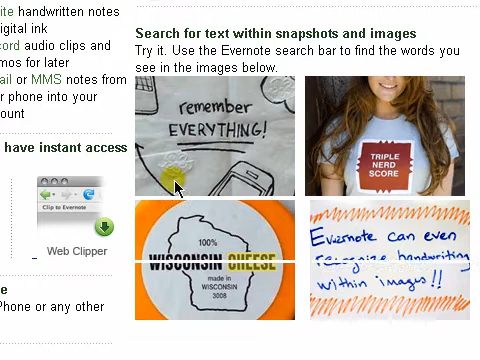 ite handwritten notes
igital ink
cord audio clips and
mos for later
ail or MMS notes from
r phone into your
ount
have instant access
Clip to Evernote
Web Clipper
e
Phone or any other
Search for text within snapshots and images
Try it. Use the Evernote search bar to find the words you
see in the images below.
remember
EVERYTHING!
TRIPLE
NERD
SCORE
100%
WISCONSIN CHEESE
made in
WISCONSIN
3008
Evernote can even
recognize handwriting
within images!!